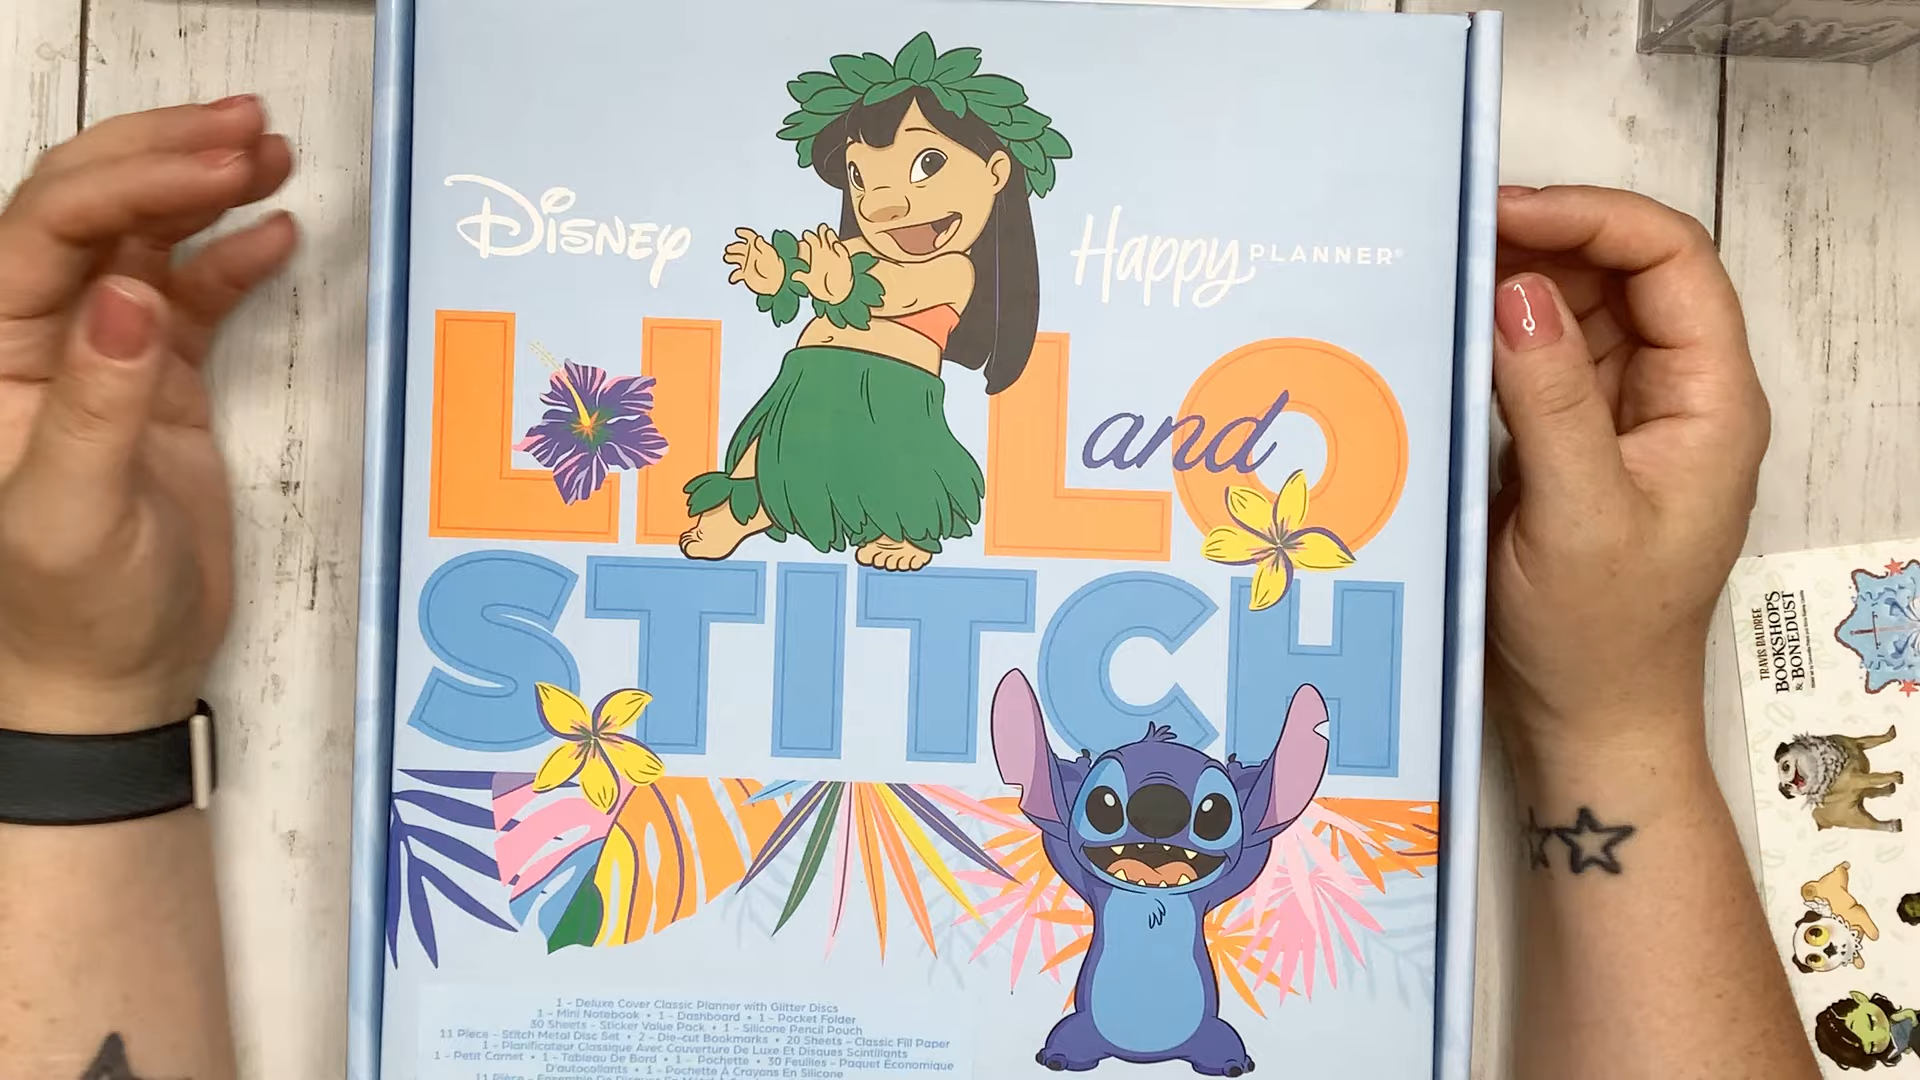 Disney
Happy PLANNER®
LILO and
STITCH
1 - Deluxe Cover Classic Planner with Glitter Discs
1 - Mini Notebook • 1 - Dashboard • 1 - Pocket Folder
30 Sheets - Sticker Value Pack • 1 - Silicone Pencil Pouch
11 Piece - Stitch Metal Disc Set • 2 - Die-cut Bookmarks • 20 Sheets - Classic Fill Paper
1 - Planificateur Classique Avec Couverture De Luxe Et Disques Scintillants
1 - Petit Carnet • 1 - Tableau De Bord • 1 - Pochette • 30 Feuilles - Paquet Économique
D'autocollants • 1 - Pochette À Crayons En Silicone
TRAVIS BALDREE
BOOKSHOPS
& BONEDUST